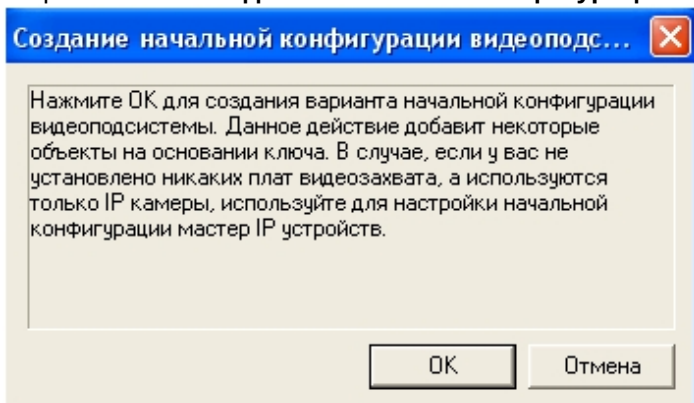 Создание начальной конфигурации видеоподс...
Нажмите ОК для создания варианта начальной конфигурации
видеоподсистемы. Данное действие добавит некоторые
объекты на основании ключа. В случае, если у вас не
установлено никаких плат видеозахвата, а используются
только IP камеры, используйте для настройки начальной
конфигурации мастер IP устройств.
ОК
Отмена